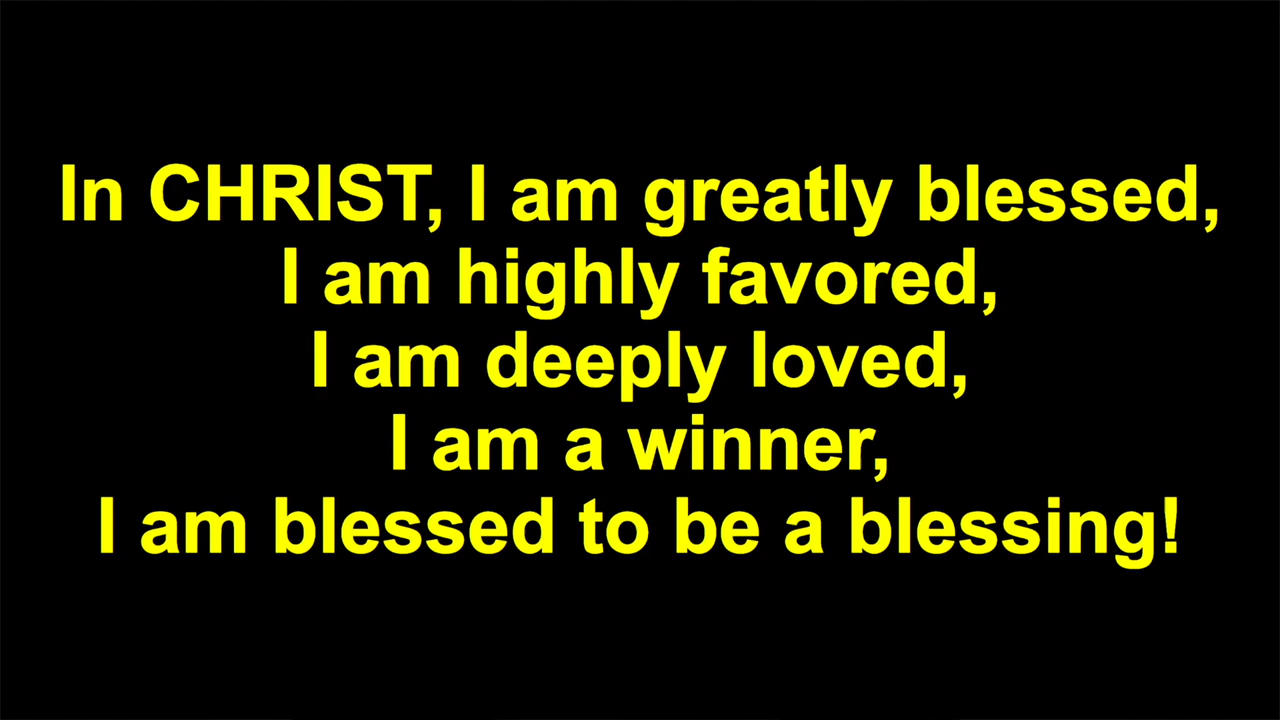 In CHRIST, I am greatly blessed,
I am highly favored,
I am deeply loved,
I am a winner,
I am blessed to be a blessing!